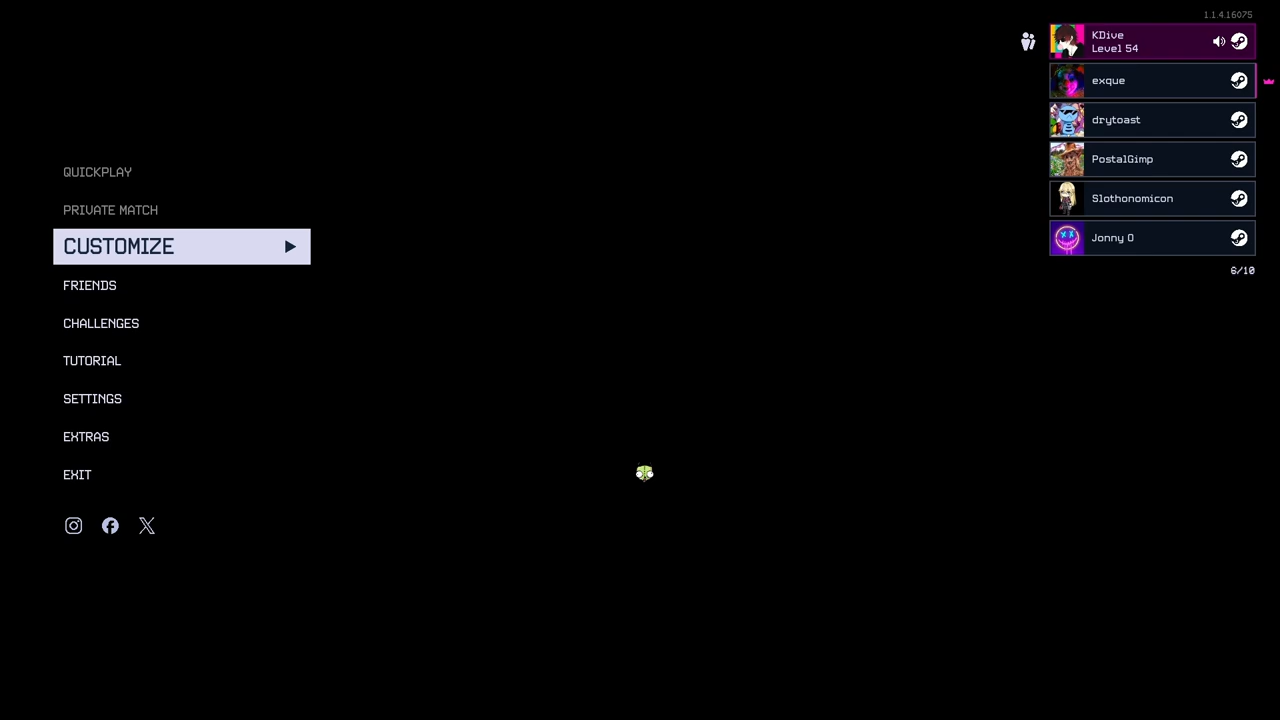 1.1.4.16075
KDive
Level 54
exque
drytoast
PostalGimp
Slothonomicon
Jonny O
6/10
QUICKPLAY
PRIVATE MATCH
CUSTOMIZE
FRIENDS
CHALLENGES
TUTORIAL
SETTINGS
EXTRAS
EXIT